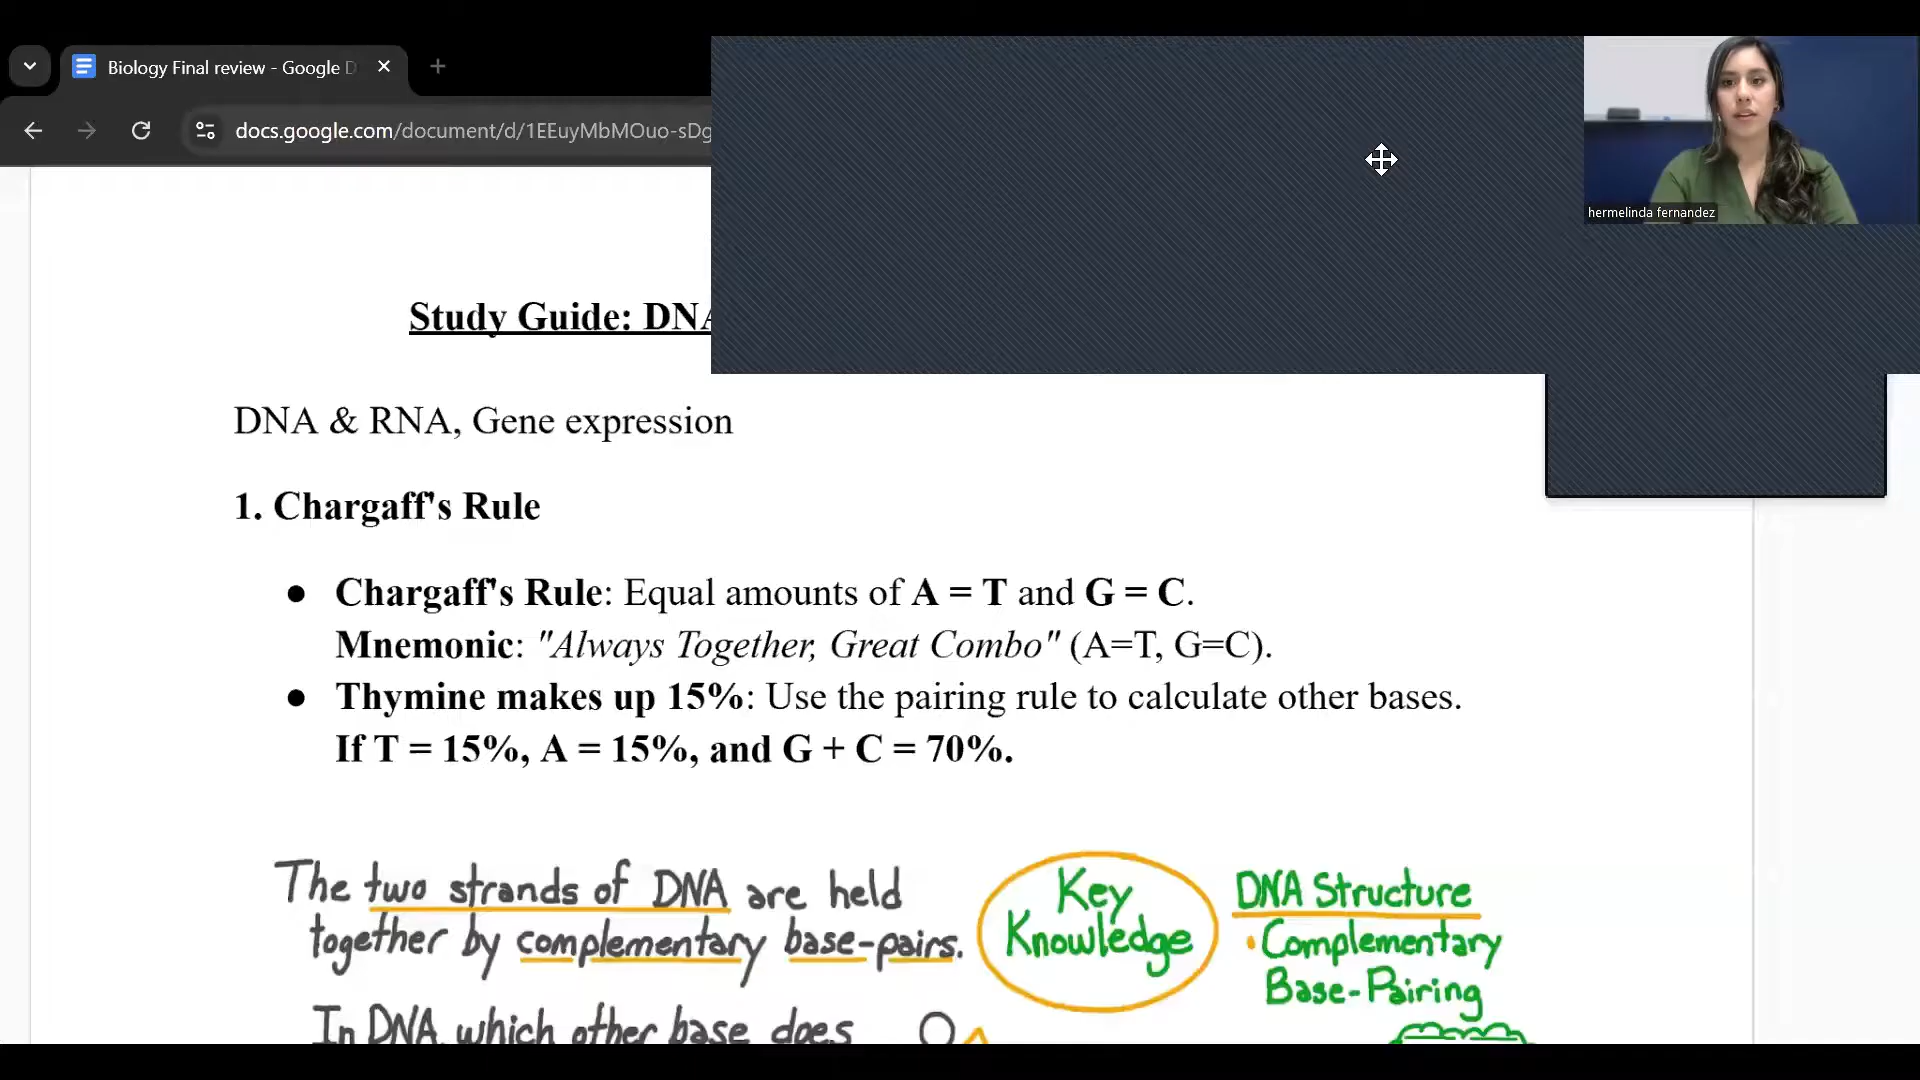 Biology Final review - Google D
docs.google.com/document/d/1EEuyMbMOuo-sDg
hermelinda fernandez
Study Guide: DNA
DNA & RNA, Gene expression
1. Chargaff's Rule
● Chargaff's Rule: Equal amounts of A = T and G = C.
Mnemonic: "Always Together, Great Combo" (A=T, G=C).
● Thymine makes up 15%: Use the pairing rule to calculate other bases.
If T = 15%, A = 15%, and G + C = 70%.
The two strands of DNA are held
together by complementary base-pairs.
Key
Knowledge
DNA Structure
• Complementary
Base-Pairing
In DNA which other base does